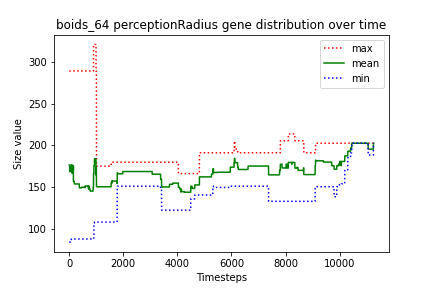 boids_64 perceptionRadius gene distribution over time
max
mean
min
Size value
300
250
200
150
100
0
2000
4000
6000
8000
10000
Timesteps